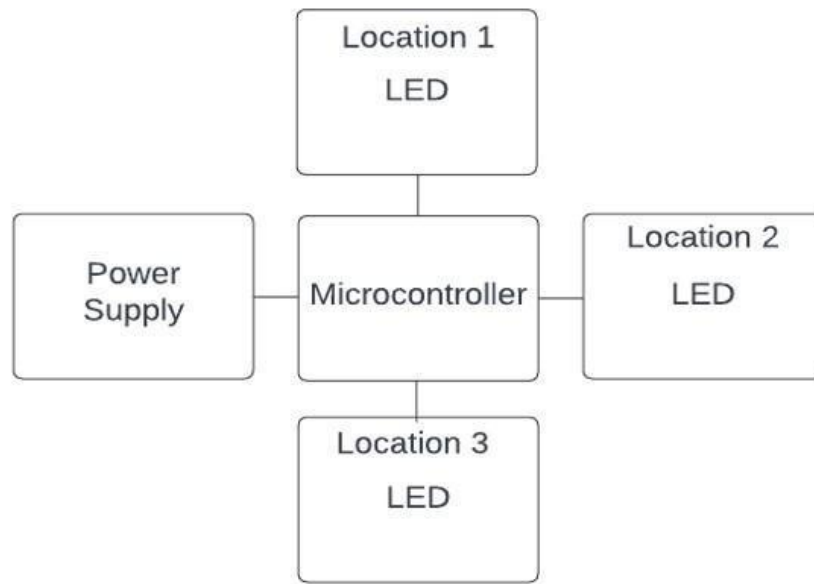 Location 1
LED
Power
Supply
Microcontroller
Location 2
LED
Location 3
LED